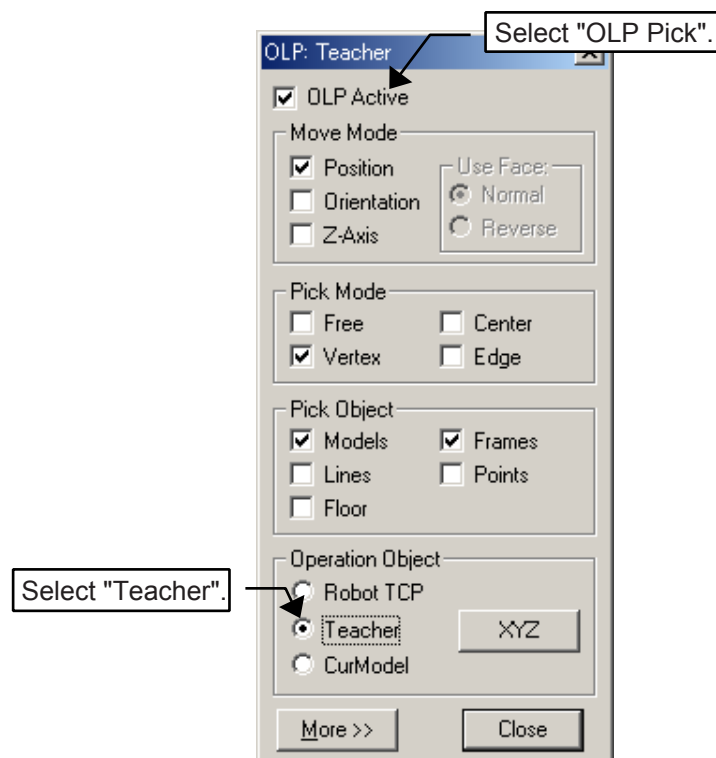 Select "OLP Pick".
OLP: Teacher
OLP Active
Move Mode
Position
Use Face:
Orientation
Normal
Z-Axis
Reverse
Pick Mode
Free
Center
Vertex
Edge
Pick Object
Models
Frames
Lines
Points
Floor
Operation Object
Select "Teacher".
Robot TCP
Teacher
XYZ
CurModel
More >>
Close